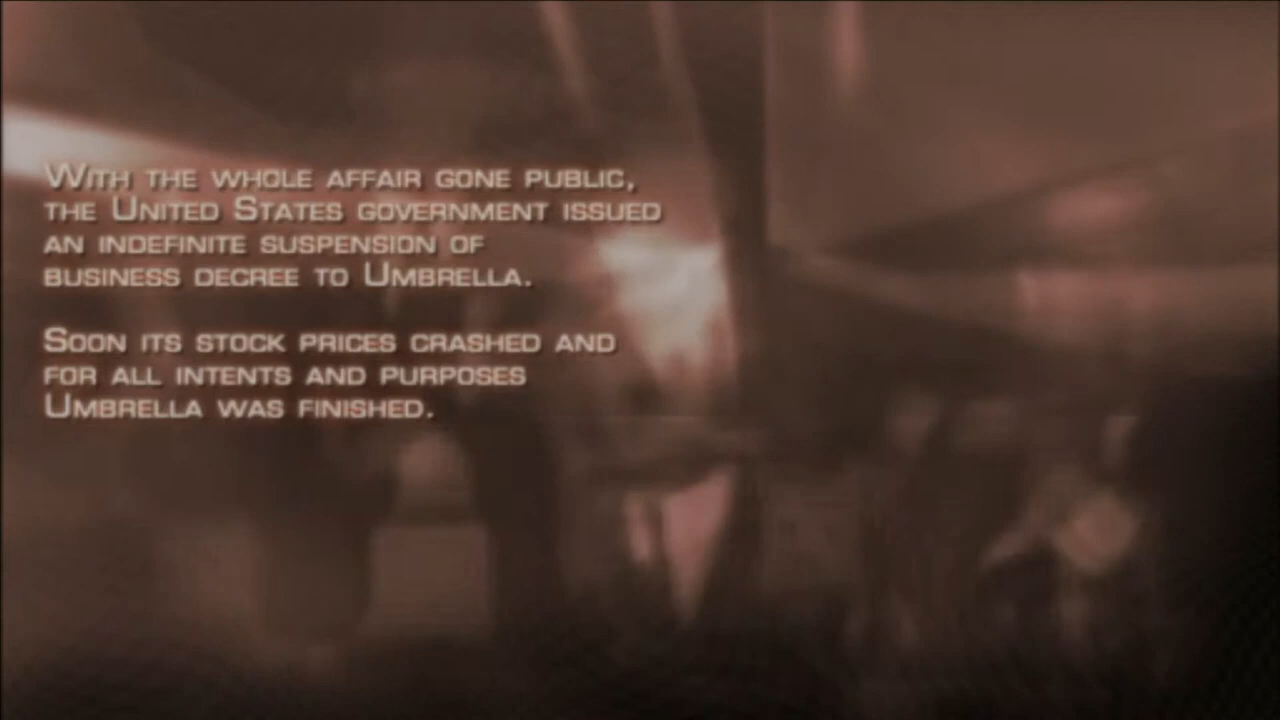 With the whole affair gone public,
the United States government issued
an indefinite suspension of
business decree to Umbrella.
Soon its stock prices crashed and
for all intents and purposes
Umbrella was finished.